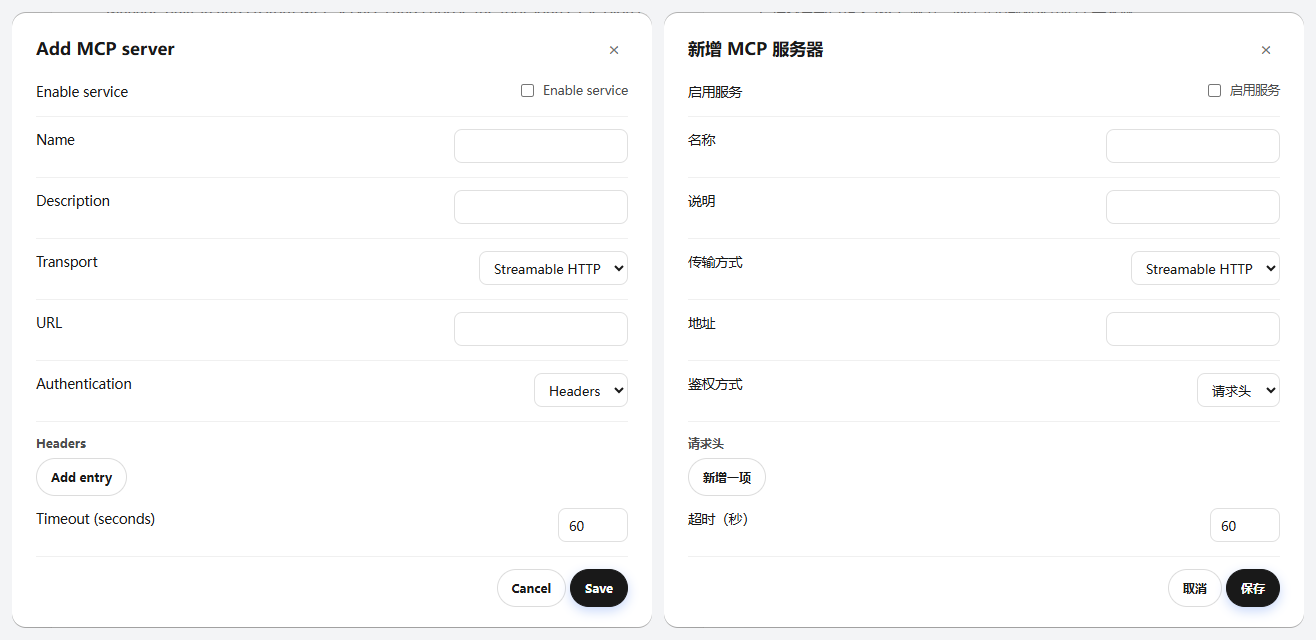 Add MCP server
×
Enable service
Enable service
Name
Description
Transport
Streamable HTTP
URL
Authentication
Headers
Headers
Add entry
Timeout (seconds)
60
Cancel
Save
新增 MCP 服务器
×
启用服务
启用服务
名称
说明
传输方式
Streamable HTTP
地址
鉴权方式
请求头
请求头
新增一项
超时（秒）
60
取消
保存